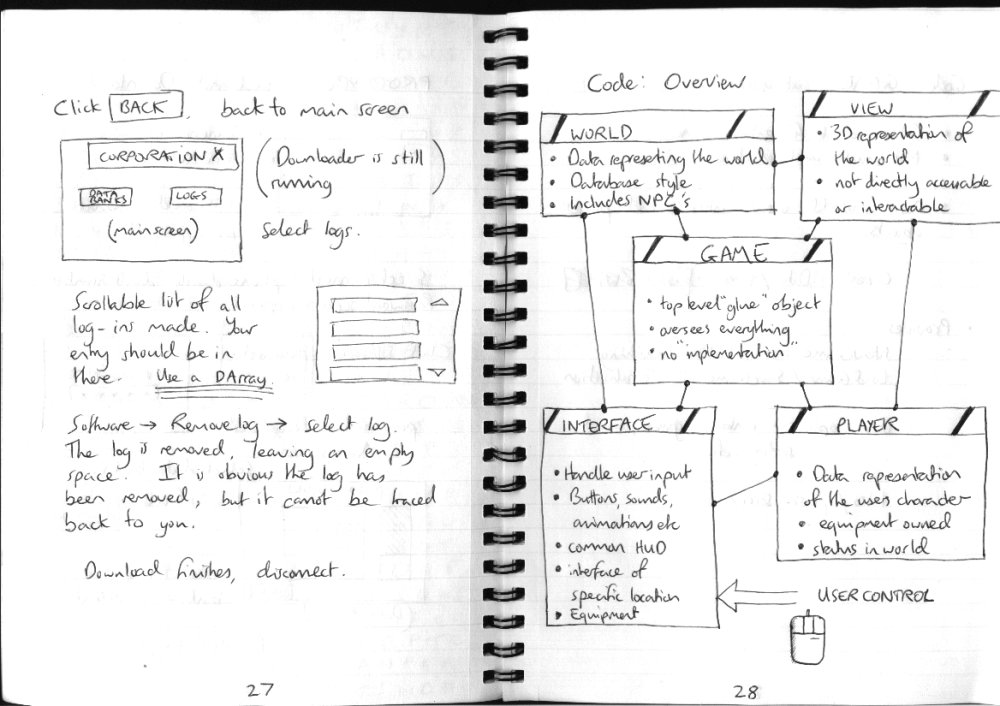 Click BACK, back to main screen
CORPORATION X
DATA BANKS
LOGS
(main screen)
(Downloader is still
running)
Select logs.
Scrollable list of all
log-ins made. Your
entry should be in
there. Use a DArray.
Software → Removelog → select log.
The log is removed, leaving an empty
space. It is obvious the log has
been removed, but it cannot be traced
back to you.
Download finishes, disconnect.
27
Code: Overview
WORLD
• Data representing the world
• Database style
• Includes NPC's
VIEW
• 3D representation of
the world
• not directly accessable
or interactable
GAME
• top level "glue" object
• oversees everything
• no "implementation"
INTERFACE
• Handle user input
• Buttons, sounds,
animations etc
• common HUD
• interface of
specific location
• Equipment
PLAYER
• Data representation
of the users character
• equipment owned
• status in world
USER CONTROL
28